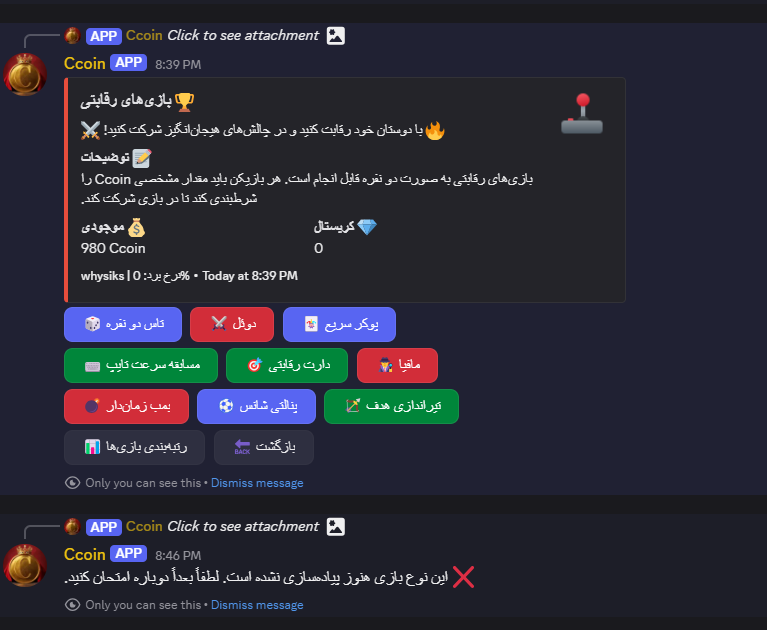 APP Ccoin Click to see attachment
Ccoin APP 8:39 PM
🏆 بازی‌های رقابتی
🔥 با دوستان خود رقابت کنید و در چالش‌های هیجان‌انگیز شرکت کنید! ⚔️
📝 توضیحات
بازی‌های رقابتی به صورت دو نفره قابل انجام است. هر بازیکن باید مقدار مشخصی Ccoin را
شرط‌بندی کند تا در بازی شرکت کند.
💰 موجودی
980 Ccoin
💎 کریستال
0
whysiks | نرخ برد: 0% • Today at 8:39 PM
تاس دو نفره 🎲
دوئل ⚔️
پوکر سریع 🃏
مسابقه سرعت تایپ ⌨️
دارت رقابتی 🎯
مافیا 🕵️
بمب زمان‌دار 💣
پنالتی شانس ⚽
تیراندازی هدف 🏹
رتبه‌بندی بازی‌ها 📊
بازگشت 🔙
Only you can see this • Dismiss message
APP Ccoin Click to see attachment
Ccoin APP 8:46 PM
❌ این نوع بازی هنوز پیاده‌سازی نشده است. لطفاً بعداً دوباره امتحان کنید.
Only you can see this • Dismiss message